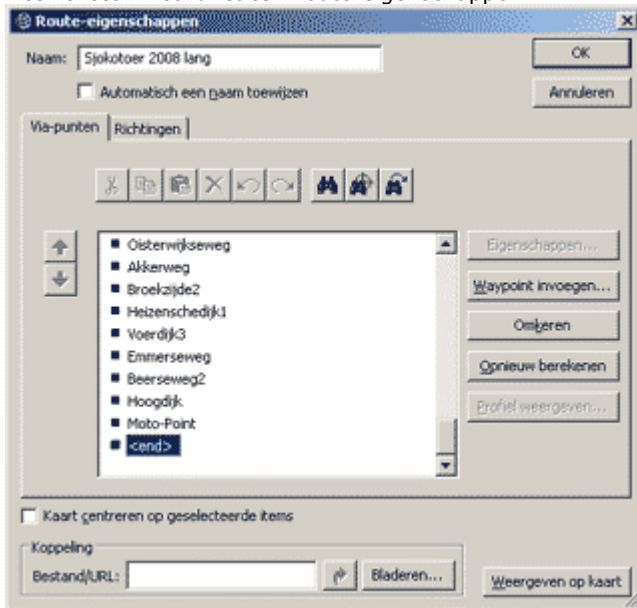 Route-eigenschappen
Naam: Sjokotoer 2008 lang
OK
Automatisch een naam toewijzen
Annuleren
Via-punten Richtingen
Oisterwijkseweg
Akkerweg
Broekzijde2
Heizenschedijk1
Voerdijk3
Emmerseweg
Beerseweg2
Hoogdijk
Moto-Point
<end>
Eigenschappen...
Waypoint invoegen...
Omkeren
Opnieuw berekenen
Profiel weergeven...
Kaart centreren op geselecteerde items
Koppeling
Bestand/URL:
Bladeren...
Weergeven op kaart